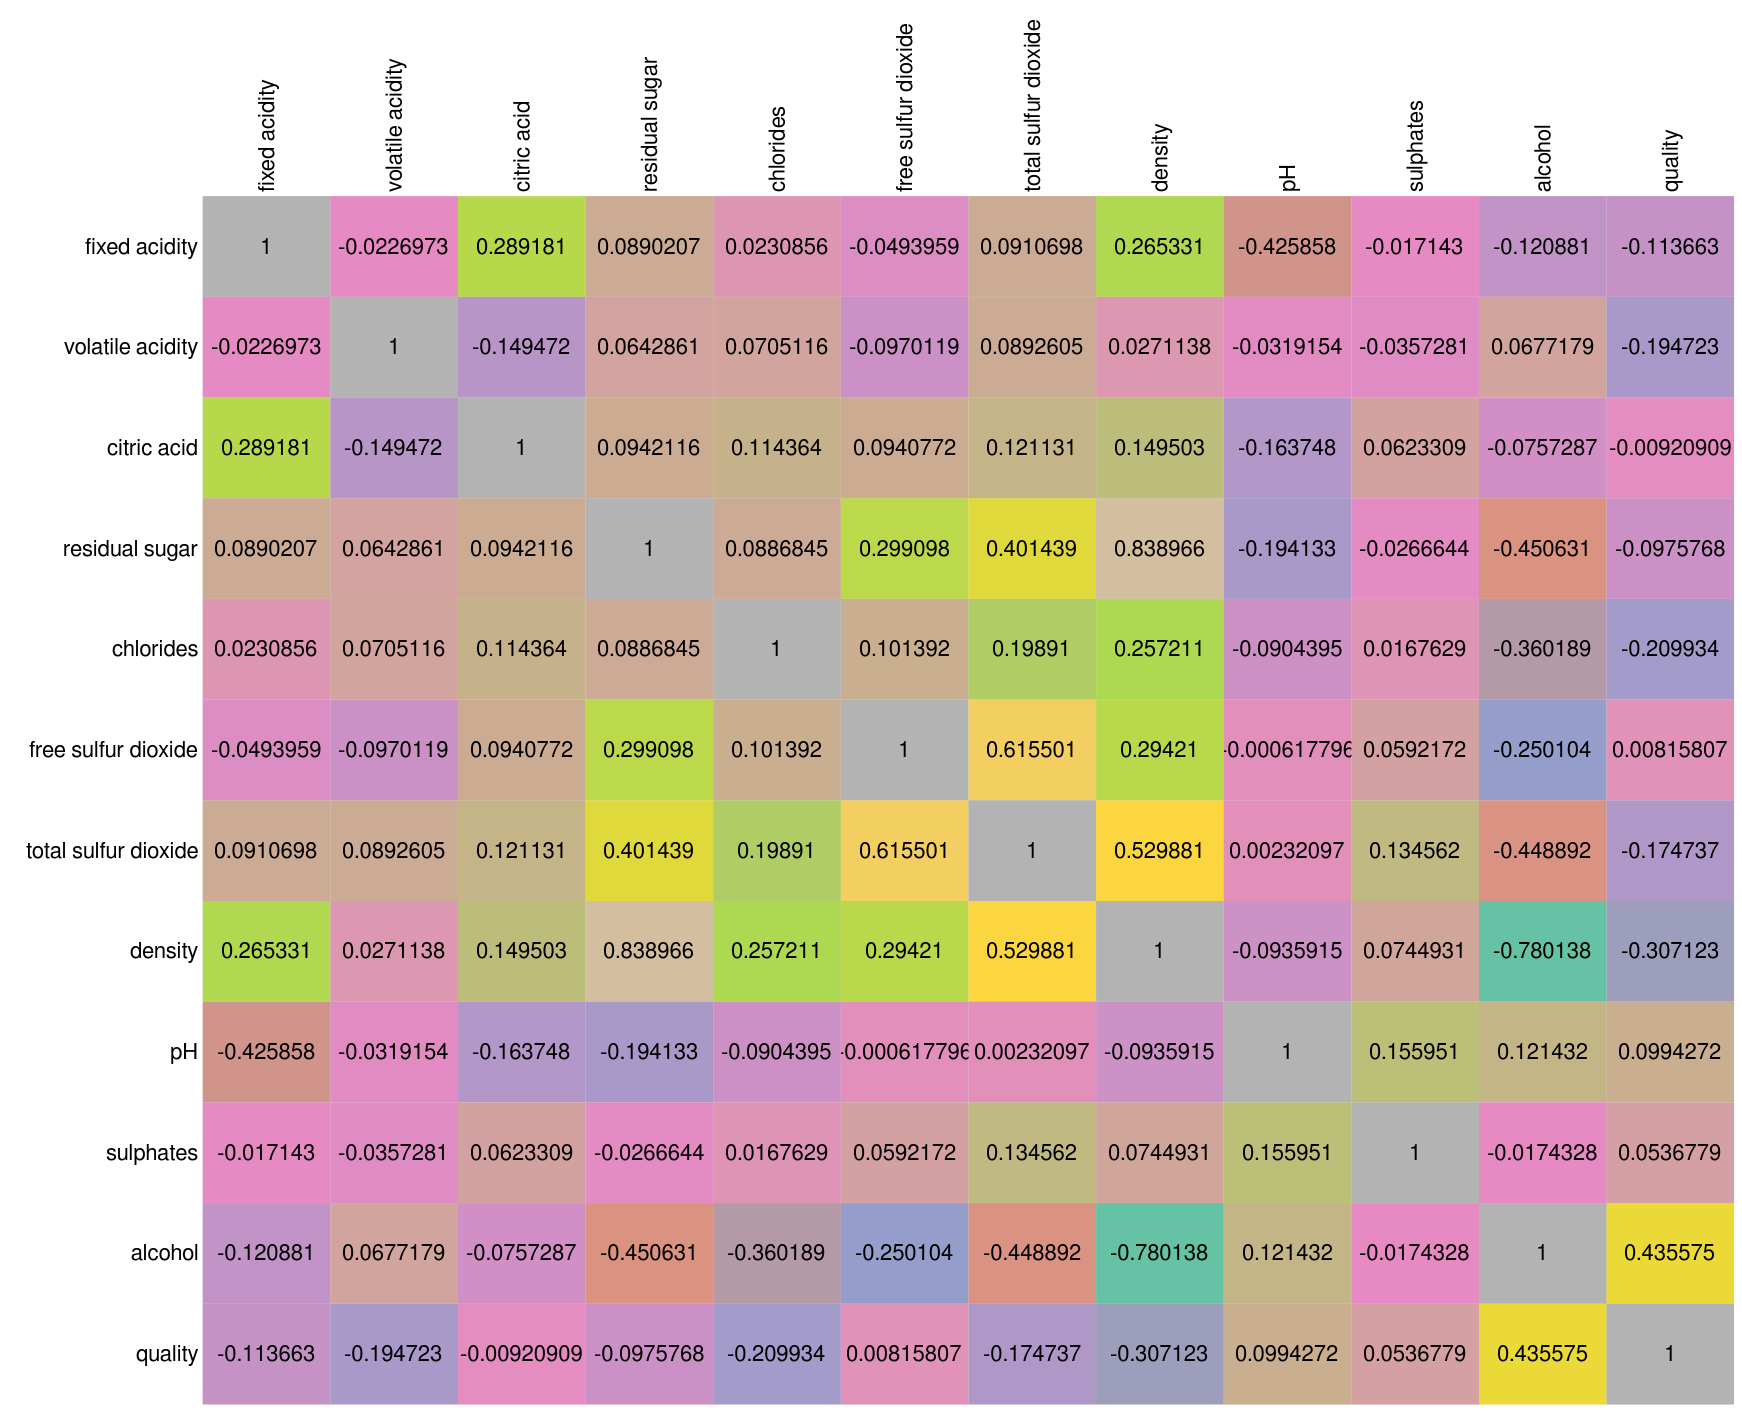 fixed acidity volatile acidity citric acid residual sugar chlorides free sulfur dioxide total sulfur dioxide density pH sulphates alcohol quality
fixed acidity 1 -0.0226973 0.289181 0.0890207 0.0230856 -0.0493959 0.0910698 0.265331 -0.425858 -0.017143 -0.120881 -0.113663
volatile acidity -0.0226973 1 -0.149472 0.0642861 0.0705116 -0.0970119 0.0892605 0.0271138 -0.0319154 -0.0357281 0.0677179 -0.194723
citric acid 0.289181 -0.149472 1 0.0942116 0.114364 0.0940772 0.121131 0.149503 -0.163748 0.0623309 -0.0757287 -0.00920909
residual sugar 0.0890207 0.0642861 0.0942116 1 0.0886845 0.299098 0.401439 0.838966 -0.194133 -0.0266644 -0.450631 -0.0975768
chlorides 0.0230856 0.0705116 0.114364 0.0886845 1 0.101392 0.19891 0.257211 -0.0904395 0.0167629 -0.360189 -0.209934
free sulfur dioxide -0.0493959 -0.0970119 0.0940772 0.299098 0.101392 1 0.615501 0.29421 -0.000617796 0.0592172 -0.250104 0.00815807
total sulfur dioxide 0.0910698 0.0892605 0.121131 0.401439 0.19891 0.615501 1 0.529881 0.00232097 0.134562 -0.448892 -0.174737
density 0.265331 0.0271138 0.149503 0.838966 0.257211 0.29421 0.529881 1 -0.0935915 0.0744931 -0.780138 -0.307123
pH -0.425858 -0.0319154 -0.163748 -0.194133 -0.0904395 -0.000617796 0.00232097 -0.0935915 1 0.155951 0.121432 0.0994272
sulphates -0.017143 -0.0357281 0.0623309 -0.0266644 0.0167629 0.0592172 0.134562 0.0744931 0.155951 1 -0.0174328 0.0536779
alcohol -0.120881 0.0677179 -0.0757287 -0.450631 -0.360189 -0.250104 -0.448892 -0.780138 0.121432 -0.0174328 1 0.435575
quality -0.113663 -0.194723 -0.00920909 -0.0975768 -0.209934 0.00815807 -0.174737 -0.307123 0.0994272 0.0536779 0.435575 1